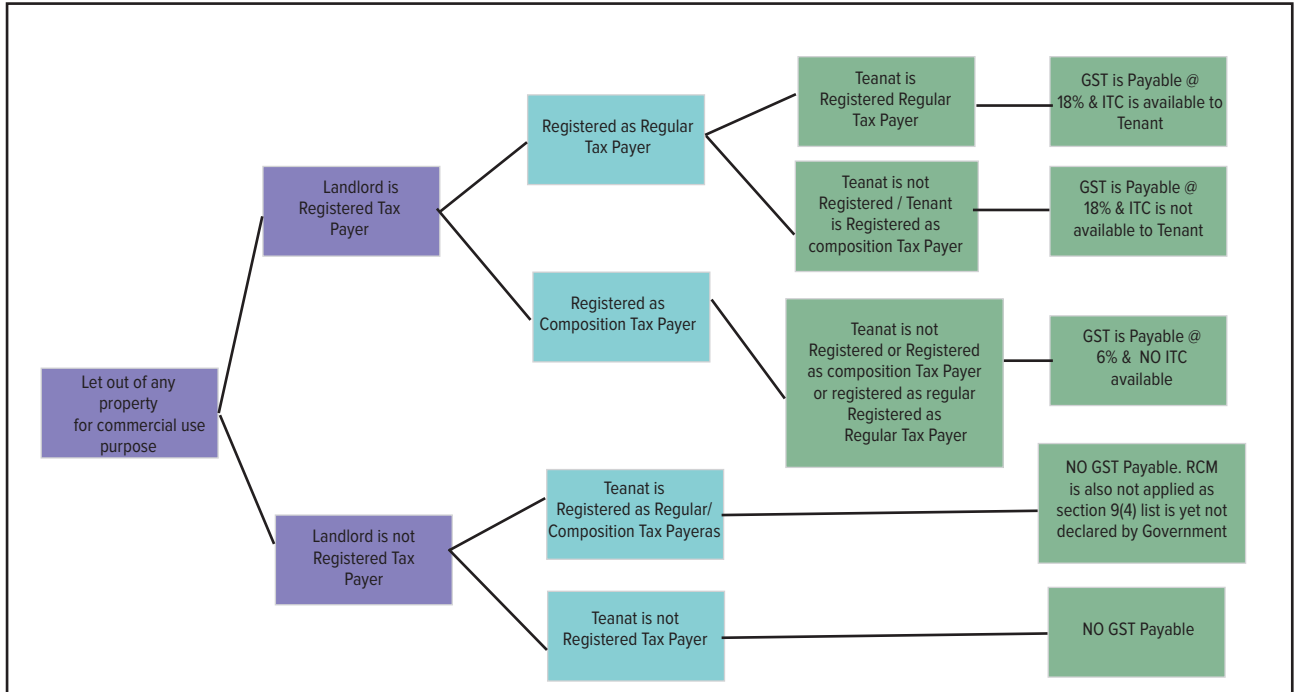 Let out of any
property
for commercial use
purpose
Landlord is
Registered Tax
Payer
Registered as Regular
Tax Payer
Teanat is
Registered Regular
Tax Payer
GST is Payable @
18% & ITC is available to
Tenant
Teanat is not
Registered / Tenant
is Registered as
composition Tax Payer
GST is Payable @
18% & ITC is not
available to Tenant
Registered as
Composition Tax Payer
Teanat is not
Registered or Registered
as composition Tax Payer
or registered as regular
Registered as
Regular Tax Payer
GST is Payable @
6% & NO ITC
available
Landlord is not
Registered Tax
Payer
Teanat is
Registered as Regular/
Composition Tax Payeras
NO GST Payable. RCM
is also not applied as
section 9(4) list is yet not
declared by Government
Teanat is not
Registered Tax Payer
NO GST Payable